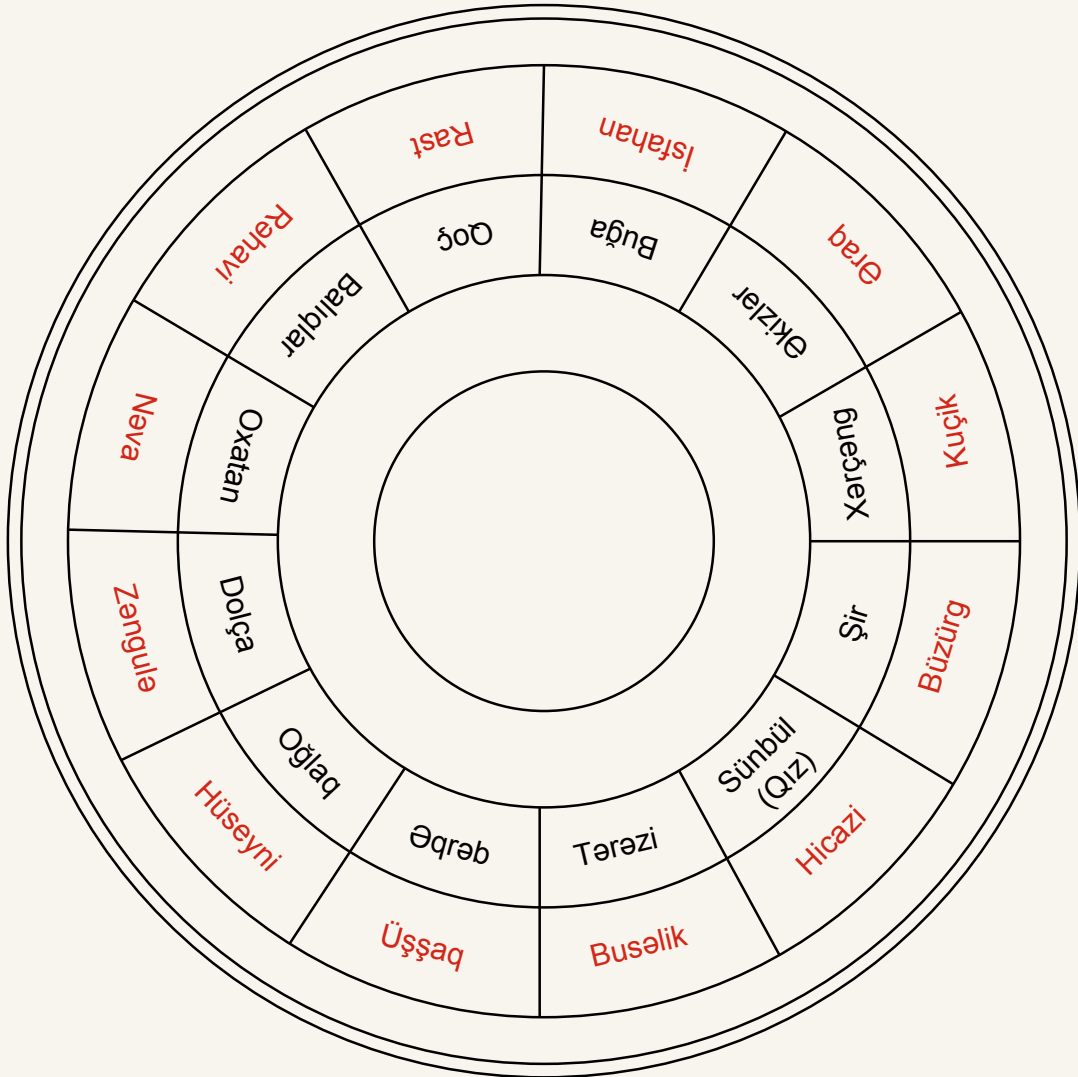 Rast
İsfahan
Əraq
Kuçik
Büzürg
Hicazi
Busəlik
Üşşaq
Hüseyni
Zəngulə
Nəva
Rəhavi
Qoç
Buğa
Əkizlər
Xərçəng
Şir
Sünbül
(Qız)
Tərəzi
Əqrəb
Oğlaq
Dolça
Oxatan
Balıqlar